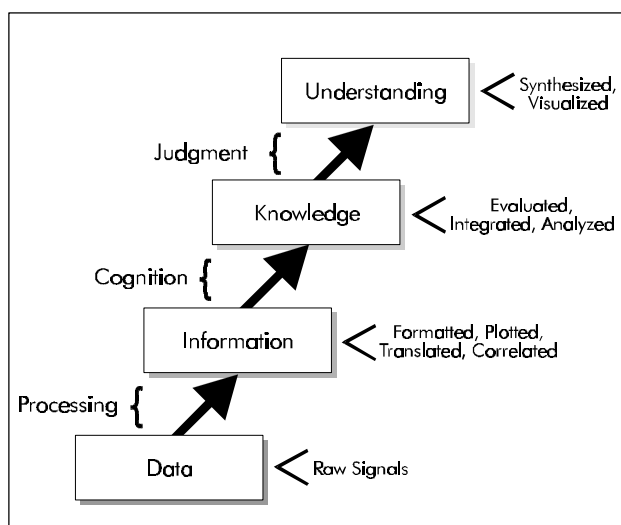 Understanding
Synthesized,
Visualized
Judgment
Knowledge
Evaluated,
Integrated, Analyzed
Cognition
Information
Formatted, Plotted,
Translated, Correlated
Processing
Data
Raw Signals